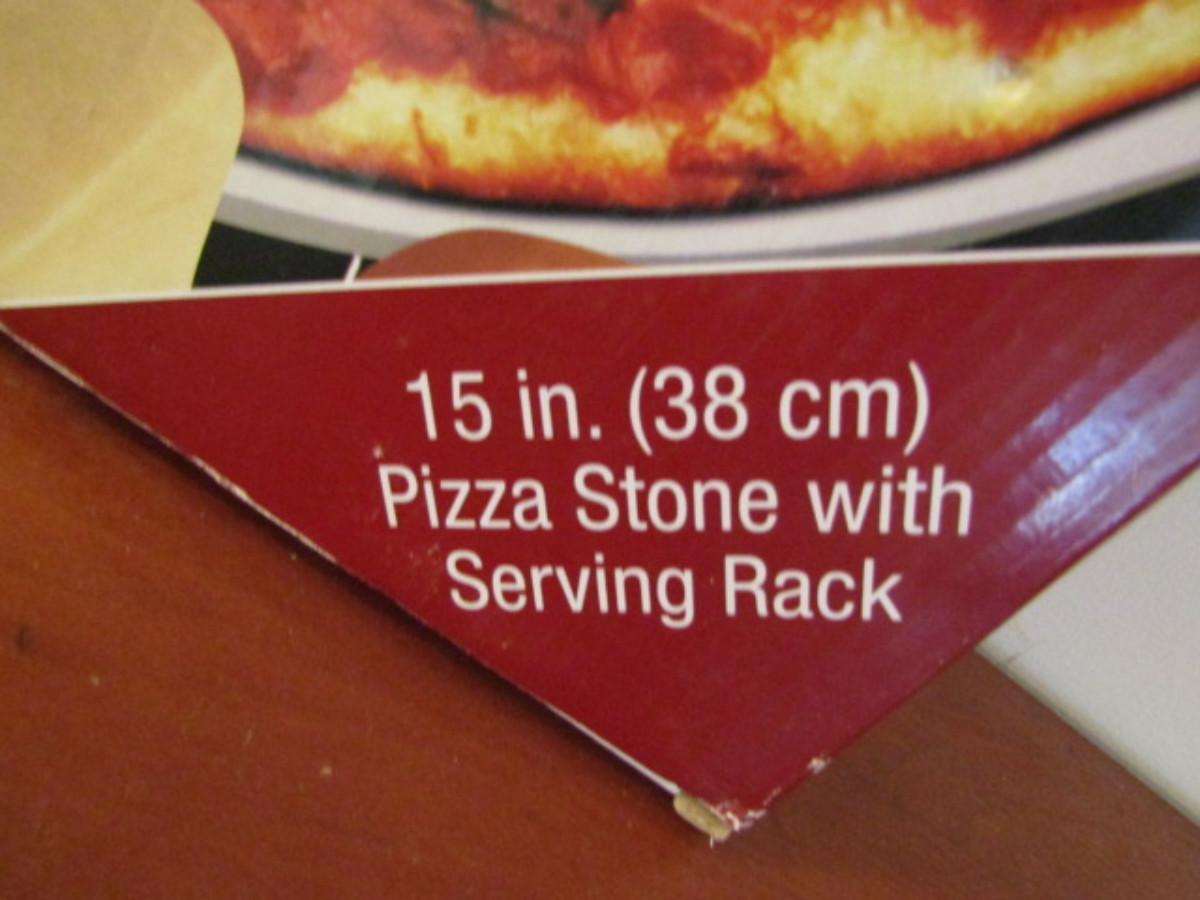 15 in. (38 cm)
Pizza Stone with
Serving Rack